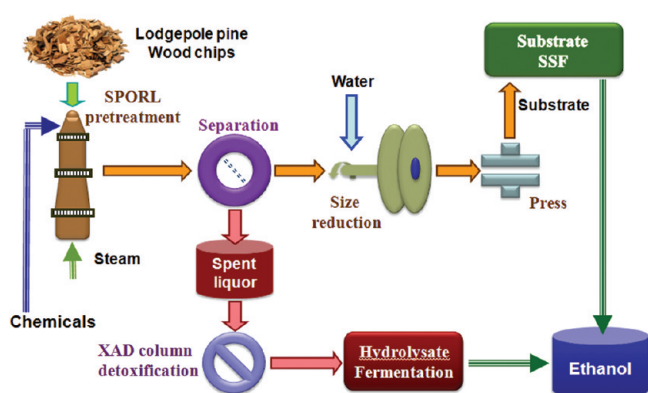 Lodgepole pine
Wood chips
SPORL
pretreatment
Separation
Water
Substrate
SSF
Substrate
Size
reduction
Press
Steam
Spent
liquor
Chemicals
XAD column
detoxification
Hydrolysate
Fermentation
Ethanol